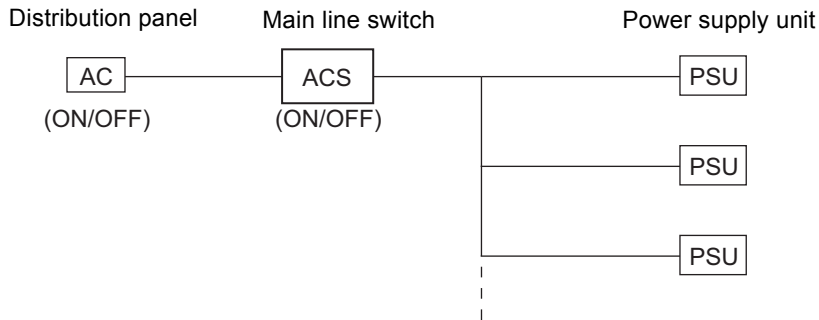 Distribution panel
Main line switch
Power supply unit
AC
ACS
PSU
(ON/OFF)
(ON/OFF)
PSU
PSU